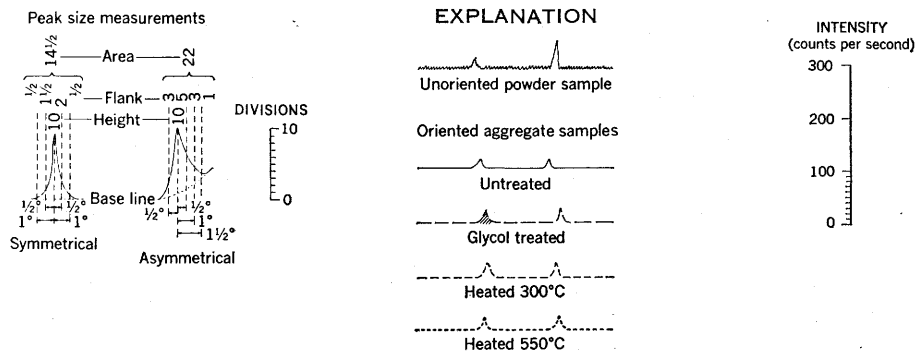 Peak size measurements
14½ Area 22
½ 1½ 2 ½ Flank 3 5 3 1
10 Height 10
Base line
½° ½° ½° ½°
1° 1° 1°
1½°
Symmetrical
Asymmetrical
DIVISIONS
10
0
EXPLANATION
Unoriented powder sample
Oriented aggregate samples
Untreated
Glycol treated
Heated 300°C
Heated 550°C
INTENSITY
(counts per second)
300
200
100
0